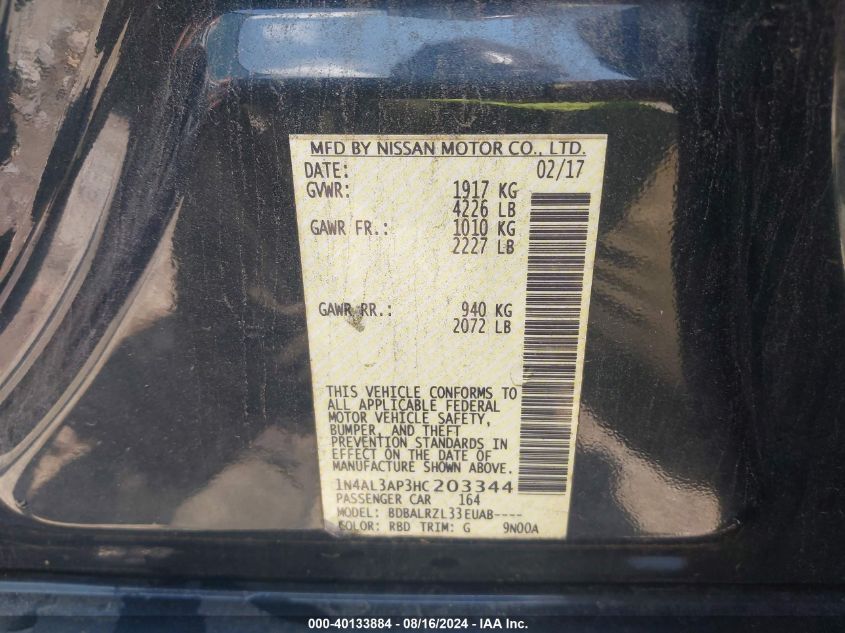 MFD BY NISSAN MOTOR CO., LTD.
DATE: 02/17
GVWR: 1917 KG
4226 LB
GAWR FR.: 1010 KG
2227 LB
GAWR RR.: 940 KG
2072 LB
THIS VEHICLE CONFORMS TO
ALL APPLICABLE FEDERAL
MOTOR VEHICLE SAFETY,
BUMPER, AND THEFT
PREVENTION STANDARDS IN
EFFECT ON THE DATE OF
MANUFACTURE SHOWN ABOVE.
1N4AL3AP3HC203344
PASSENGER CAR 164
MODEL: BDBALRZL33EUAB----
COLOR: RBD TRIM: G 9N00A
000-40133884 - 08/16/2024 - IAA Inc.